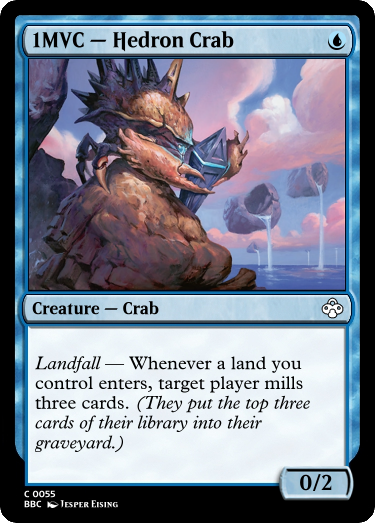 1MVC — Hedron Crab
Creature — Crab
Landfall — Whenever a land you
control enters, target player mills
three cards. (They put the top three
cards of their library into their
graveyard.)
0/2
C 0055
BBC Jesper Eising